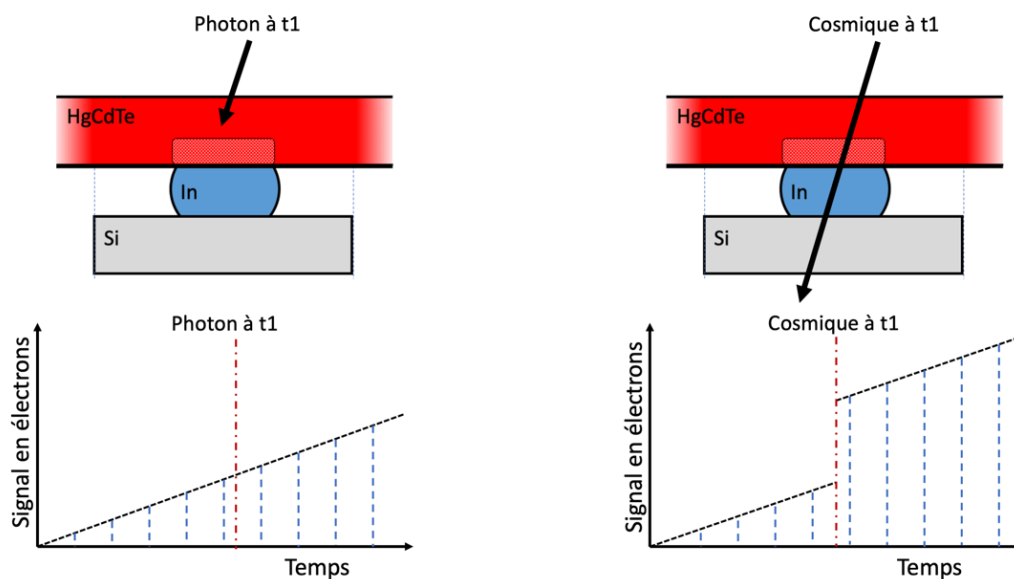 Photon à t1
HgCdTe
In
Si
Photon à t1
Signal en électrons
Temps
Cosmique à t1
HgCdTe
In
Si
Cosmique à t1
Signal en électrons
Temps